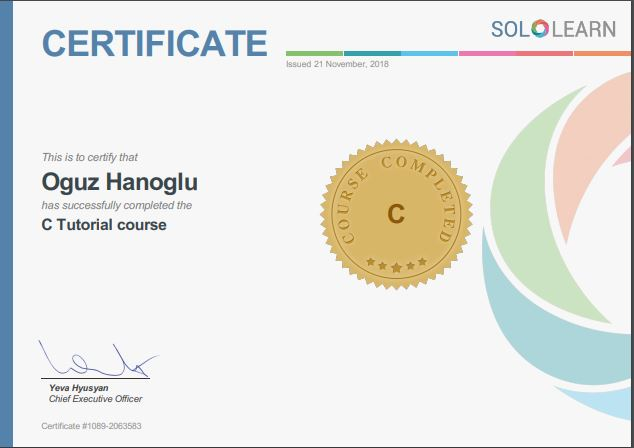 CERTIFICATE
SOLOLEARN
Issued 21 November, 2018
This is to certify that
Oguz Hanoglu
has successfully completed the
C Tutorial course
COURSE COMPLETED
C
Yeva Hyusyan
Chief Executive Officer
Certificate #1089-2063583